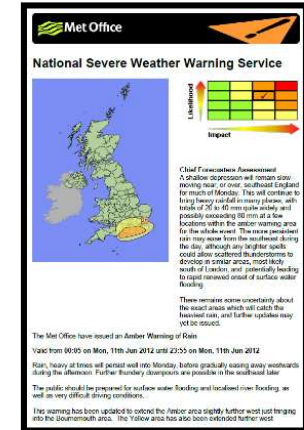 Met Office
National Severe Weather Warning Service
Likelihood
Impact
Chief Forecasters Assessment
A shallow depression will remain slow
moving near, or over, southeast England
for much of Monday. This will continue to
bring heavy rainfall in many places, with
totals of 20 to 40 mm quite widely and
possibly exceeding 60 mm at a few
locations within the amber warning area
for the whole event. The more persistent
rain may ease from the southeast during
the day, although any brighter spells
could allow scattered thunderstorms to
develop in similar areas, most likely
south of London, and potentially leading
to rapid renewed onset of surface water
flooding.
There remains some uncertainty about
the exact areas which will catch the
heaviest rain, and further updates may
yet be issued.
The Met Office have issued an Amber Warning of Rain
Valid from 00:05 on Mon, 11th Jun 2012 until 23:55 on Mon, 11th Jun 2012
Rain, heavy at times will persist well into Monday, before gradually easing away westwards
during the afternoon. Further thundery downpours are possible in the southeast later
The public should be prepared for surface water flooding and localised river flooding, as
well as very difficult driving conditions.
This warning has been updated to extend the Amber area slightly further west just fringing
into the Bournemouth area. The Yellow area has also been extended further west